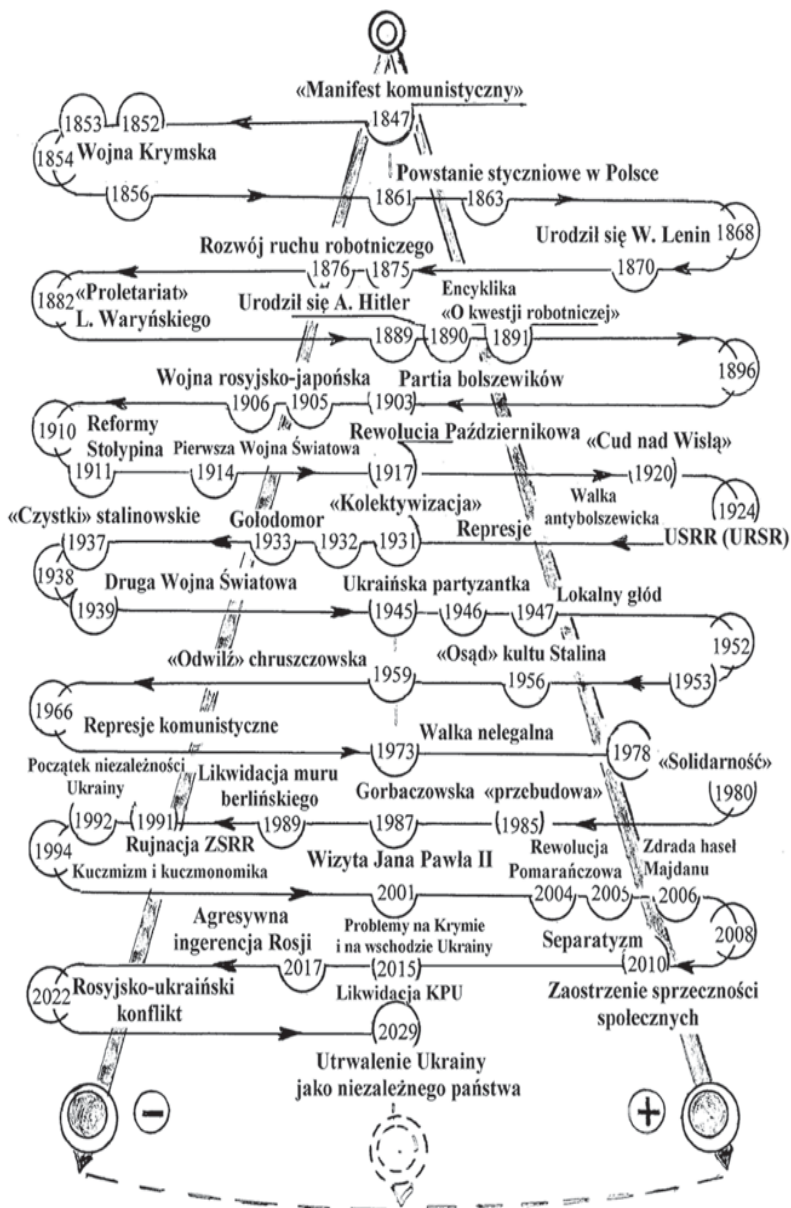 «Manifest komunistyczny»
1853 1852 1847
1854 Wojna Krymska
1856 1861 1863
Powstanie styczniowe w Polsce
Urodził się W. Lenin 1868
Rozwój ruchu robotniczego
1876 1875 1870
1882 «Proletariat»
L. Waryńskiego
Urodził się A. Hitler
Encyklika
«O kwestji robotniczej»
1889 1890 1891
1896
Wojna rosyjsko-japońska
Partia bolszewików
1906 1905 1903
1910 Reformy
Stołypina
1911
Pierwsza Wojna Światowa
1914
Rewolucia Październikowa
1917
«Cud nad Wisłą»
1920
Walka
antybolszewicka
1924
«Czystki» stalinowskie
Gołodomor
«Kolektywizacja»
Represje
USRR (URSR)
1937 1933 1932 1931
1938
Druga Wojna Światowa
Ukraińska partyzantka
Lokalny głód
1939 1945 1946 1947
1952
«Odwilż» chruszczowska
«Osąd» kultu Stalina
1959 1956 1953
1966
Represje komunistyczne
Walka nelegalna
1973 1978
Początek niezależności
Ukrainy
Likwidacja muru
berlińskiego
Gorbaczowska «przebudowa»
«Solidarność»
1980
1992 1991 1989 1987 1985
Rujnacja ZSRR
1994
Kuczmizm i kuczmonomika
Wizyta Jana Pawła II
Rewolucja
Pomarańczowa
Zdrada haseł
Majdanu
2001 2004 2005 2006
2008
Agresywna
ingerencja Rosji
Problemy na Krymie
i na wschodzie Ukrainy
Separatyzm
2017 2015 2010
2022 Rosyjsko-ukraiński
konflikt
Likwidacja KPU
Zaostrzenie sprzeczności
społecznych
2029
Utrwalenie Ukrainy
jako niezależnego państwa
− +